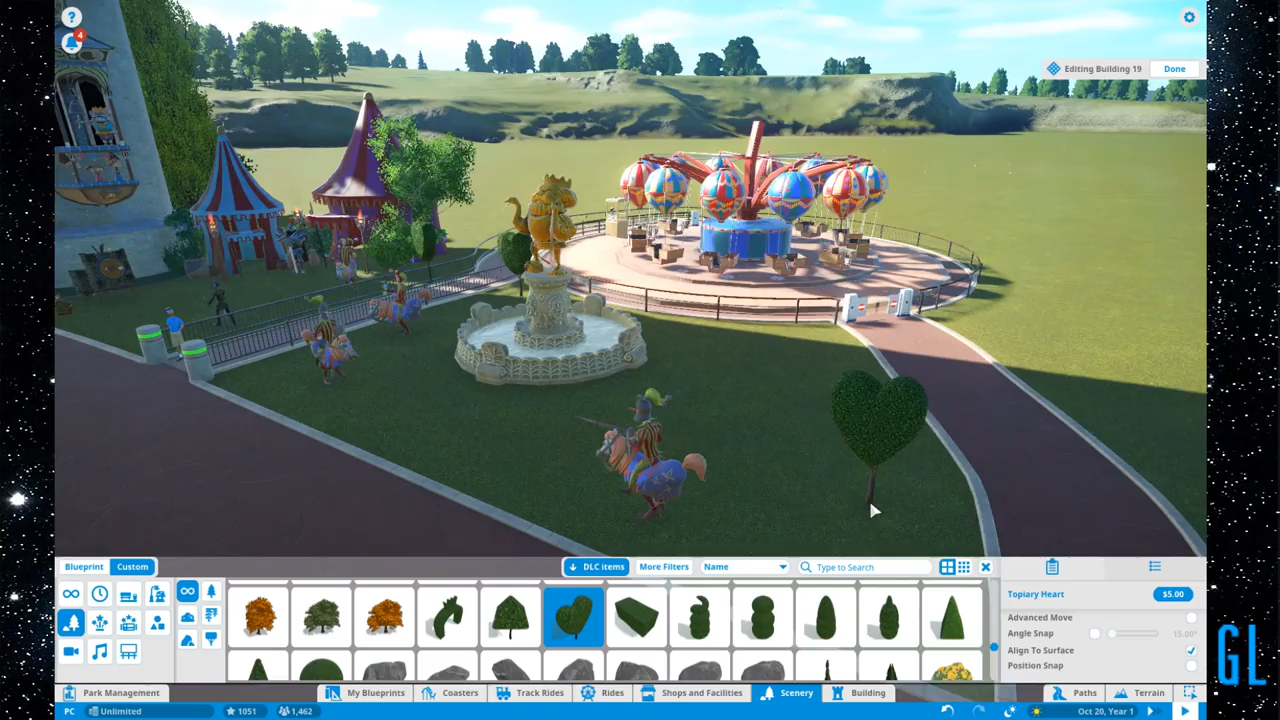 ?
4
Editing Building 19 Done
Blueprint Custom DLC items More Filters Name Type to Search
Topiary Heart $5.00
Advanced Move
Angle Snap 15.00°
Align To Surface
Position Snap
Park Management My Blueprints Coasters Track Rides Rides Shops and Facilities Scenery Building Paths Terrain
PC Unlimited 1051 1,462 Oct 20, Year 1
GL